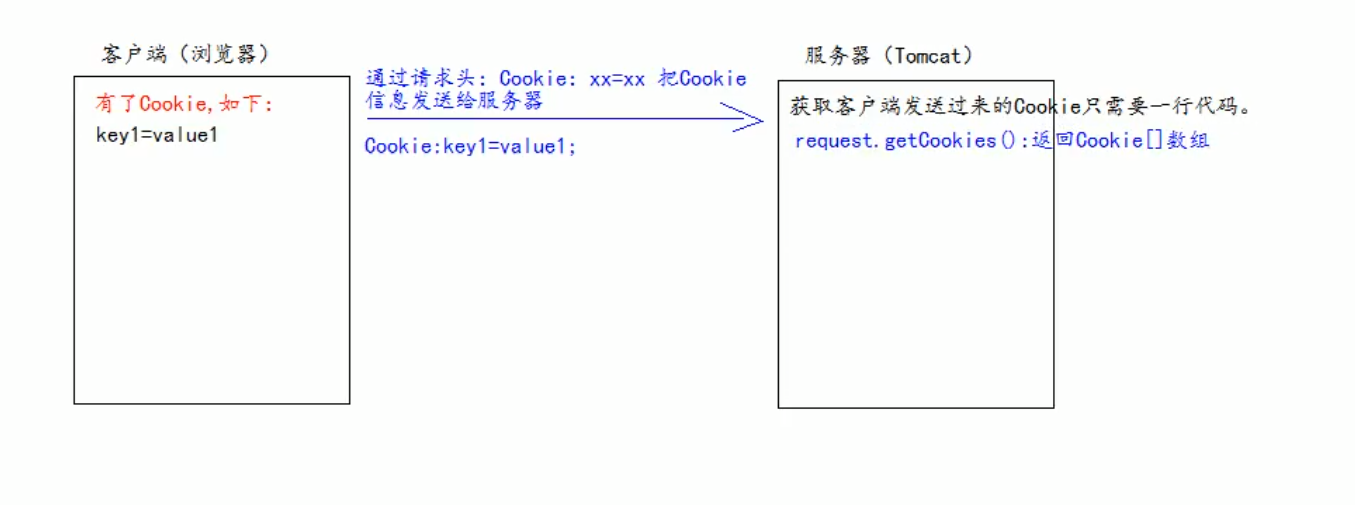 客户端（浏览器）
有了Cookie,如下：
key1=value1
通过请求头：Cookie: xx=xx 把Cookie
信息发送给服务器
Cookie:key1=value1;
服务器（Tomcat）
获取客户端发送过来的Cookie只需要一行代码。
request.getCookies():返回Cookie[]数组